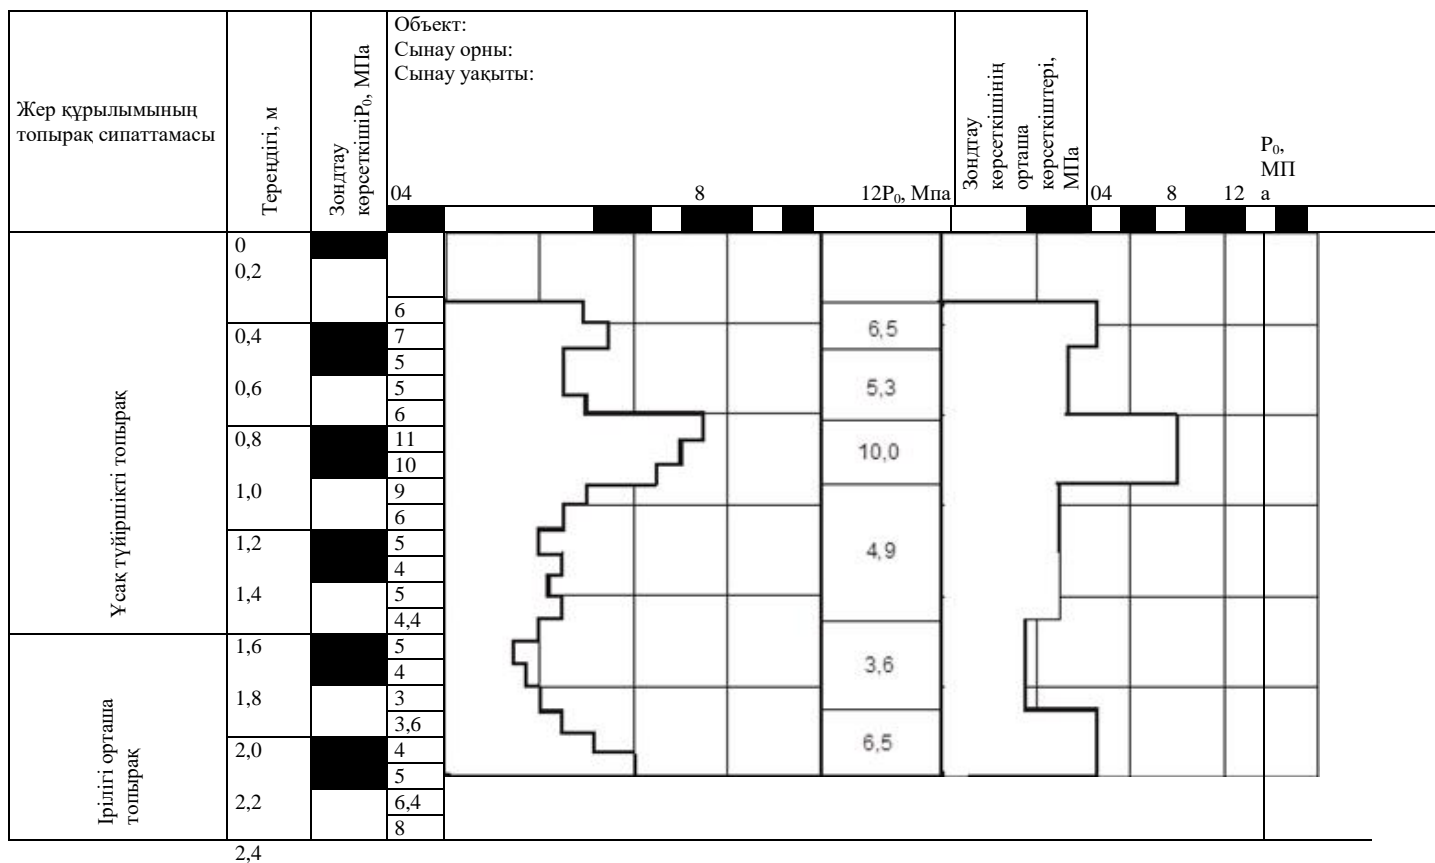 Жер құрылымының
топырақ сипаттамасы
Тереңдігі, м
Зондтау
көрсеткішіP₀, МПа
Объект:
Сынау орны:
Сынау уақыты:
04 8 12P₀, Мпа
Зондтау
көрсеткішінің
орташа
көрсеткіштері,
МПа
04 8 12
P₀,
МП
а
Ұсақ түйіршікті топырақ
Ірілігі орташа
топырақ
0
0,2
0,4
0,6
0,8
1,0
1,2
1,4
1,6
1,8
2,0
2,2
2,4
6
7
5
5
6
11
10
9
6
5
4
5
4,4
5
4
3
3,6
4
5
6,4
8
6,5
5,3
10,0
4,9
3,6
6,5